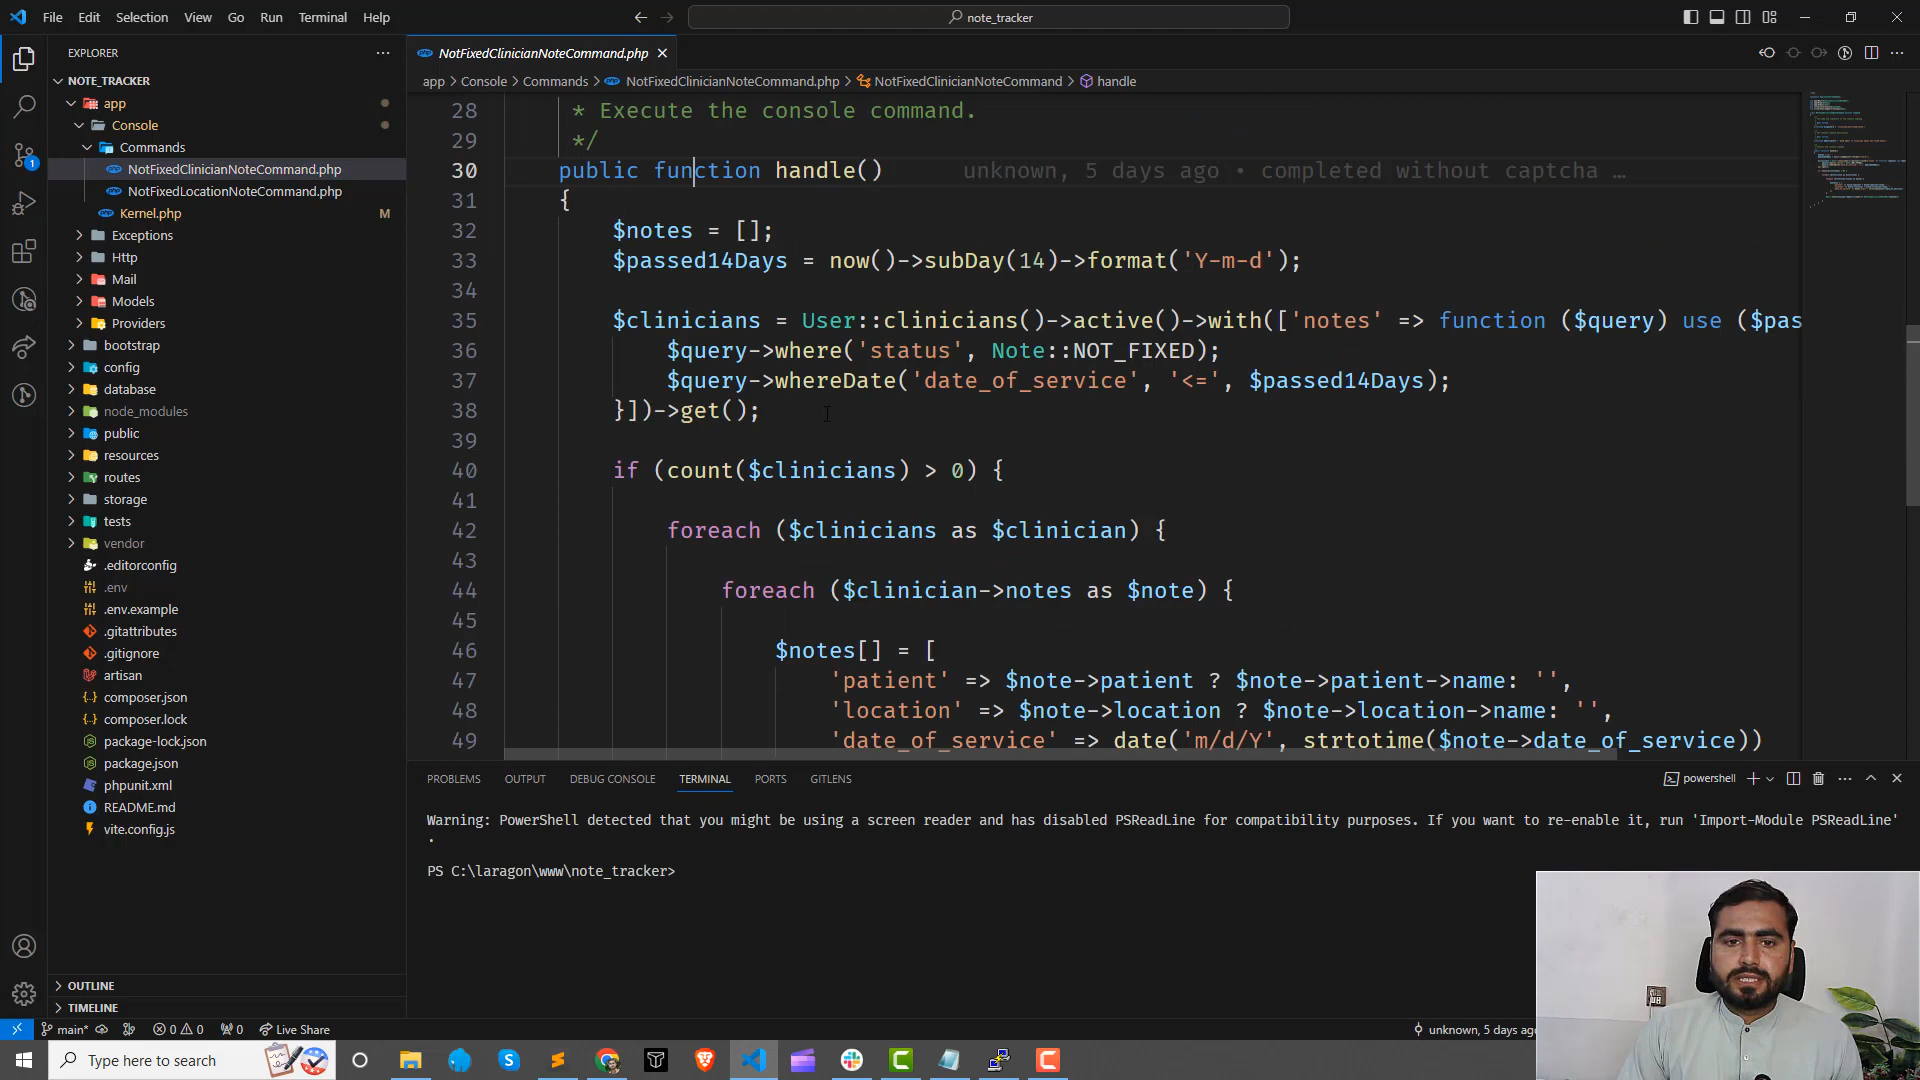 File Edit Selection View Go Run Terminal Help
note_tracker
EXPLORER
NotFixedClinicianNoteCommand.php
NOTE_TRACKER
app > Console > Commands > NotFixedClinicianNoteCommand.php > NotFixedClinicianNoteCommand > handle
app
Console
Commands
NotFixedClinicianNoteCommand.php
NotFixedLocationNoteCommand.php
Kernel.php M
Exceptions
Http
Mail
Models
Providers
bootstrap
config
database
node_modules
public
resources
routes
storage
tests
vendor
.editorconfig
.env
.env.example
.gitattributes
.gitignore
artisan
composer.json
composer.lock
package-lock.json
package.json
phpunit.xml
README.md
vite.config.js
OUTLINE
TIMELINE
1
28 * Execute the console command.
29 */
30 public function handle() unknown, 5 days ago • completed without captcha …
31 {
32 $notes = [];
33 $passed14Days = now()->subDay(14)->format('Y-m-d');
34
35 $clinicians = User::clinicians()->active()->with(['notes' => function ($query) use ($pas
36 $query->where('status', Note::NOT_FIXED);
37 $query->whereDate('date_of_service', '<=', $passed14Days);
38 }])->get();
39
40 if (count($clinicians) > 0) {
41
42 foreach ($clinicians as $clinician) {
43
44 foreach ($clinician->notes as $note) {
45
46 $notes[] = [
47 'patient' => $note->patient ? $note->patient->name: '',
48 'location' => $note->location ? $note->location->name: '',
49 'date_of_service' => date('m/d/Y', strtotime($note->date_of_service))
PROBLEMS OUTPUT DEBUG CONSOLE TERMINAL PORTS GITLENS
powershell
Warning: PowerShell detected that you might be using a screen reader and has disabled PSReadLine for compatibility purposes. If you want to re-enable it, run 'Import-Module PSReadLine'
.
PS C:\laragon\www\note_tracker>
main* 0 0 0 Live Share
unknown, 5 days ago
Type here to search